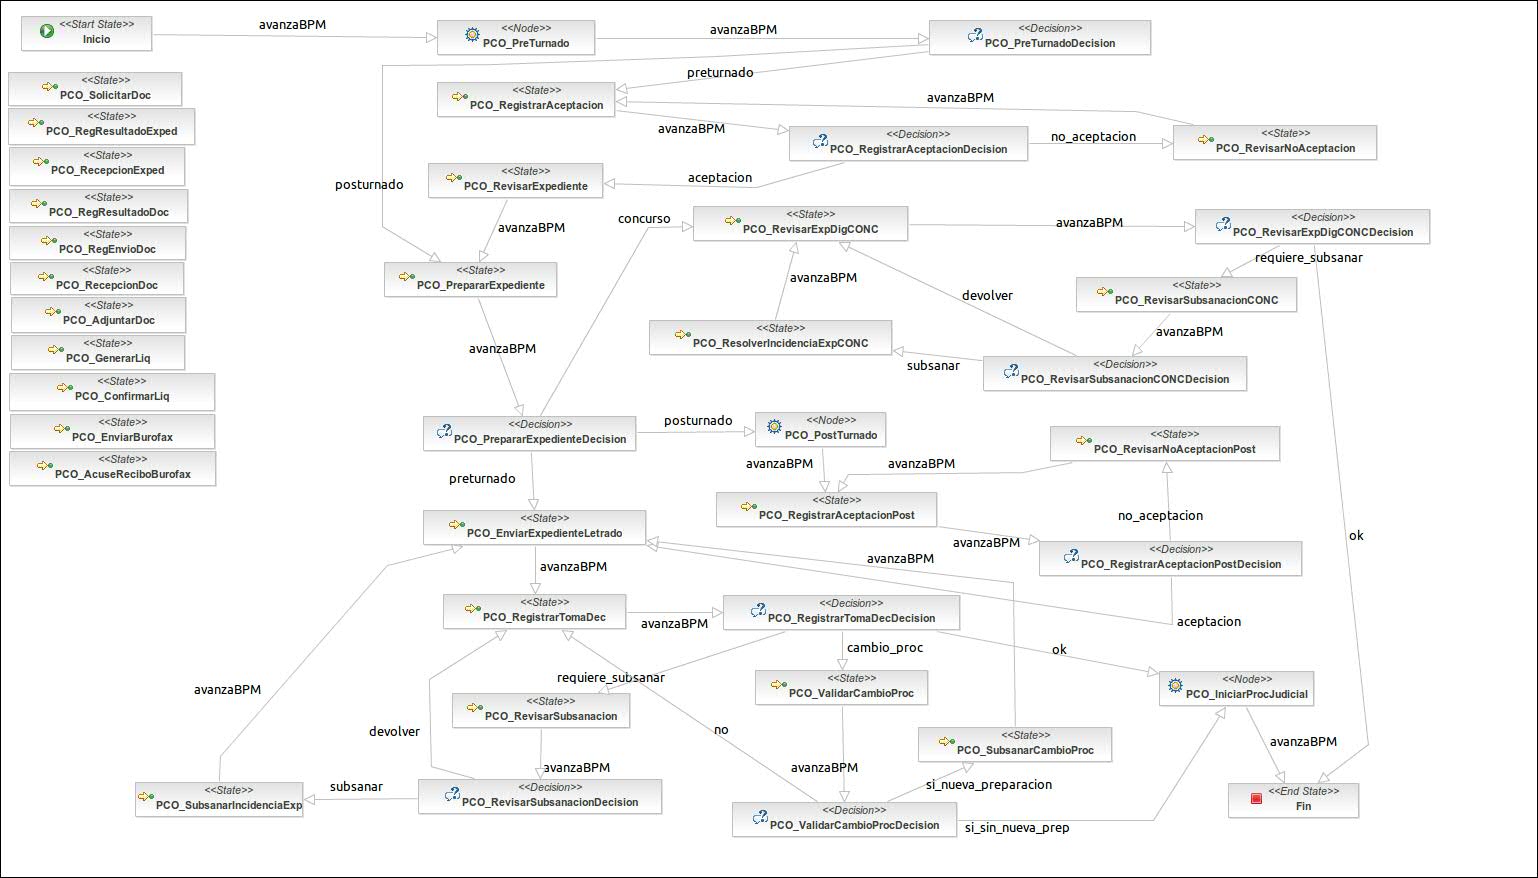 <<Start State>>
Inicio
avanzaBPM
<<Node>>
PCO_PreTurnado
avanzaBPM
<<Decision>>
PCO_PreTurnadoDecision
preturnado
<<State>>
PCO_SolicitarDoc
<<State>>
PCO_RegResultadoExped
<<State>>
PCO_RecepcionExped
<<State>>
PCO_RegResultadoDoc
<<State>>
PCO_RegEnvioDoc
<<State>>
PCO_RecepcionDoc
<<State>>
PCO_AdjuntarDoc
<<State>>
PCO_GenerarLiq
<<State>>
PCO_ConfirmarLiq
<<State>>
PCO_EnviarBurofax
<<State>>
PCO_AcuseReciboBurofax
<<State>>
PCO_RegistrarAceptacion
avanzaBPM
avanzaBPM
<<Decision>>
PCO_RegistrarAceptacionDecision
no_aceptacion
<<State>>
PCO_RevisarNoAceptacion
posturnado
<<State>>
PCO_RevisarExpediente
aceptacion
avanzaBPM
concurso
<<State>>
PCO_RevisarExpDigCONC
avanzaBPM
<<Decision>>
PCO_RevisarExpDigCONCDecision
requiere_subsanar
<<State>>
PCO_PrepararExpediente
avanzaBPM
devolver
<<State>>
PCO_RevisarSubsanacionCONC
avanzaBPM
<<State>>
PCO_ResolverIncidenciaExpCONC
avanzaBPM
subsanar
<<Decision>>
PCO_RevisarSubsanacionCONCDecision
<<Decision>>
PCO_PrepararExpedienteDecision
posturnado
<<Node>>
PCO_PostTurnado
<<State>>
PCO_RevisarNoAceptacionPost
preturnado
avanzaBPM
avanzaBPM
<<State>>
PCO_RegistrarAceptacionPost
no_aceptacion
ok
<<State>>
PCO_EnviarExpedienteLetrado
avanzaBPM
<<Decision>>
PCO_RegistrarAceptacionPostDecision
avanzaBPM
avanzaBPM
<<State>>
PCO_RegistrarTomaDec
avanzaBPM
<<Decision>>
PCO_RegistrarTomaDecDecision
aceptacion
cambio_proc
ok
requiere_subsanar
<<State>>
PCO_ValidarCambioProc
<<Node>>
PCO_IniciarProcJudicial
avanzaBPM
<<State>>
PCO_RevisarSubsanacion
devolver
no
<<State>>
PCO_SubsanarCambioProc
avanzaBPM
avanzaBPM
avanzaBPM
<<State>>
PCO_SubsanarIncidenciaExp
subsanar
<<Decision>>
PCO_RevisarSubsanacionDecision
si_nueva_preparacion
<<Decision>>
PCO_ValidarCambioProcDecision
si_sin_nueva_prep
<<End State>>
Fin